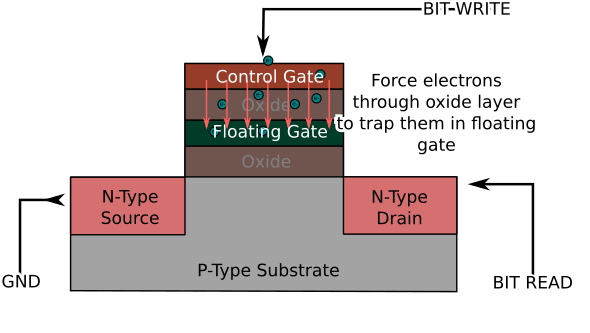 BIT-WRITE
Control Gate
Oxide
Floating Gate
Oxide
Force electrons
through oxide layer
to trap them in floating
gate
N-Type
Source
N-Type
Drain
P-Type Substrate
GND
BIT READ